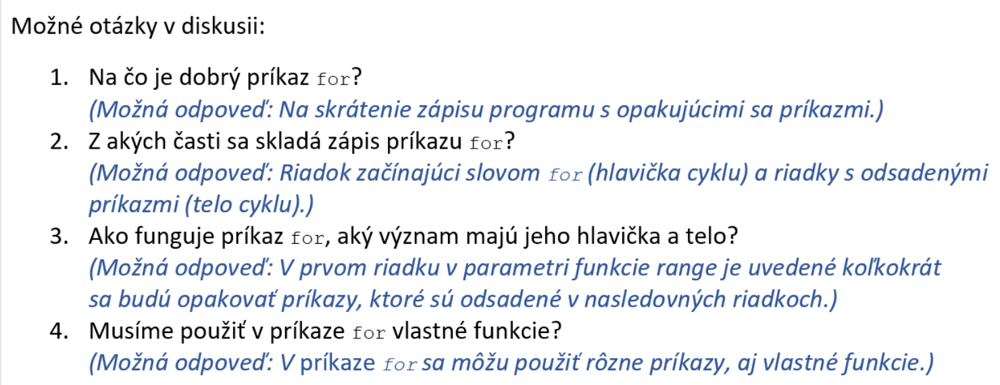 Možné otázky v diskusii:
1. Na čo je dobrý príkaz for?
(Možná odpoveď: Na skrátenie zápisu programu s opakujúcimi sa príkazmi.)
2. Z akých časti sa skladá zápis príkazu for?
(Možná odpoveď: Riadok začínajúci slovom for (hlavička cyklu) a riadky s odsadenými
príkazmi (telo cyklu).)
3. Ako funguje príkaz for, aký význam majú jeho hlavička a telo?
(Možná odpoveď: V prvom riadku v parametri funkcie range je uvedené koľkokrát
sa budú opakovať príkazy, ktoré sú odsadené v nasledovných riadkoch.)
4. Musíme použiť v príkaze for vlastné funkcie?
(Možná odpoveď: V príkaze for sa môžu použiť rôzne príkazy, aj vlastné funkcie.)